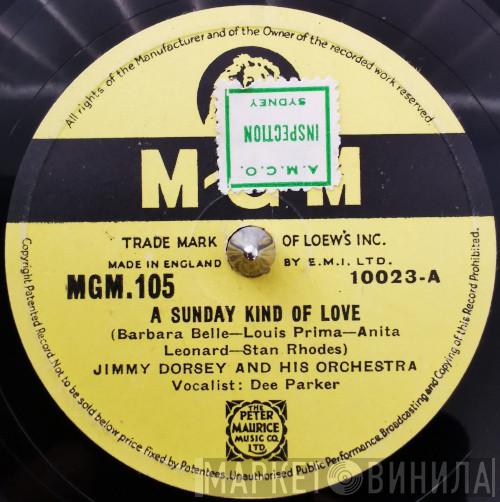 All rights of the Manufacturer and of the Owner of the recorded work reserved.
A.M.C.O.
INSPECTION
SYDNEY
M-G-M
TRADE MARK OF LOEW'S INC.
MADE IN ENGLAND BY E.M.I. LTD.
MGM.105 10023-A
A SUNDAY KIND OF LOVE
(Barbara Belle—Louis Prima—Anita
Leonard—Stan Rhodes)
JIMMY DORSEY AND HIS ORCHESTRA
Vocalist: Dee Parker
THE
PETER
MAURICE
MUSIC CO.
LTD
Copyright Patented Record. Not to be sold below price fixed by Patentees. Unauthorised Public Performance, Broadcasting and Copying of this Record Prohibited.
МАРКЕТ ВИНИЛА